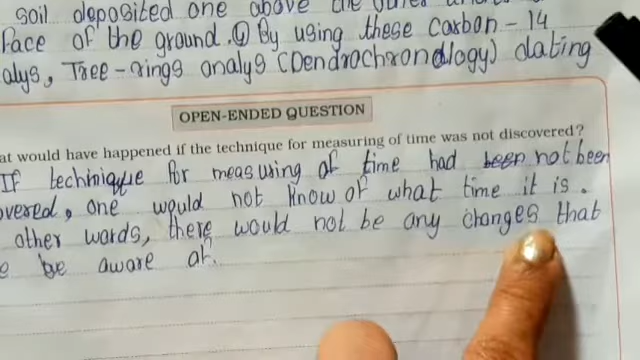 soil deposited one above the
face of the ground. By using these carbon - 14
alys, Tree-rings analys (Dendrochronology) dating
OPEN-ENDED QUESTION
at would have happened if the technique for measuring of time was not discovered?
If technique for measuring of time had been not been
overed, one would not know of what time it is.
other words, there would not be any changes that
e be aware of.